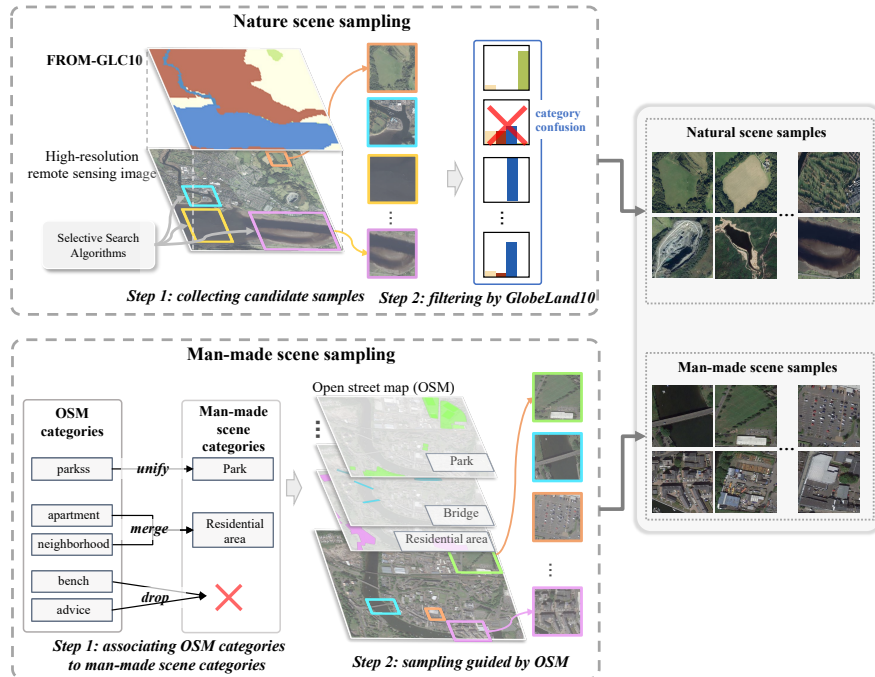 Nature scene sampling
FROM-GLC10
High-resolution
remote sensing image
Selective Search
Algorithms
category
confusion
...
...
Step 1: collecting candidate samples
Step 2: filtering by GlobeLand10
Man-made scene sampling
OSM
categories
Man-made
scene
categories
parkss
unify
Park
apartment
neighborhood
merge
Residential
area
bench
advice
drop
Step 1: associating OSM categories
to man-made scene categories
Open street map (OSM)
...
Park
Bridge
Residential area
...
Step 2: sampling guided by OSM
Natural scene samples
...
Man-made scene samples
...